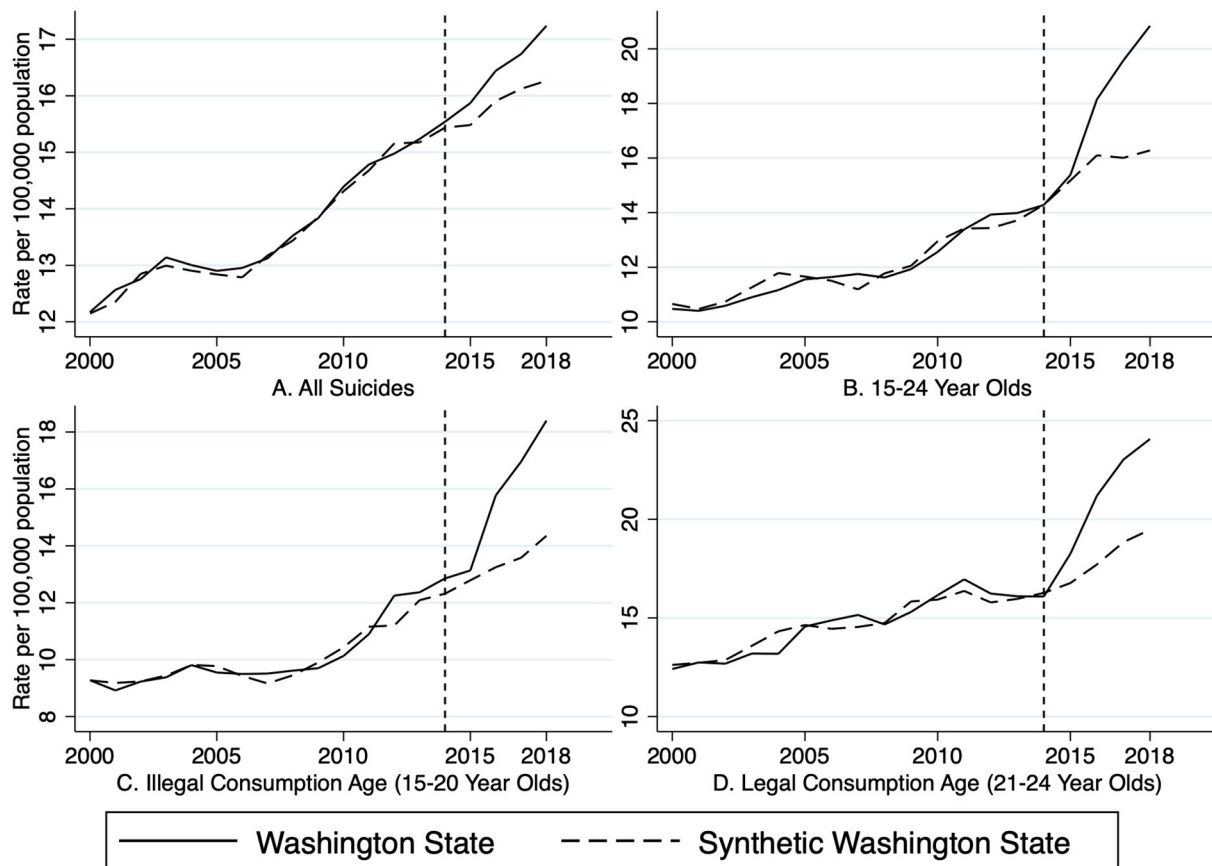 Rate per 100,000 population
17
16
15
14
13
12
2000 2005 2010 2015 2018
A. All Suicides
20
18
16
14
12
10
2000 2005 2010 2015 2018
B. 15-24 Year Olds
Rate per 100,000 population
18
16
14
12
10
8
2000 2005 2010 2015 2018
C. Illegal Consumption Age (15-20 Year Olds)
25
20
15
10
2000 2005 2010 2015 2018
D. Legal Consumption Age (21-24 Year Olds)
Washington State Synthetic Washington State